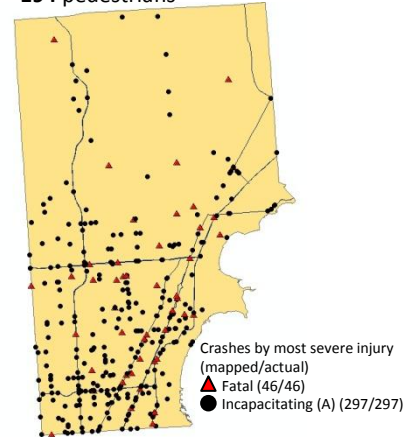 Crashes by most severe injury
(mapped/actual)
Fatal (46/46)
Incapacitating (A) (297/297)